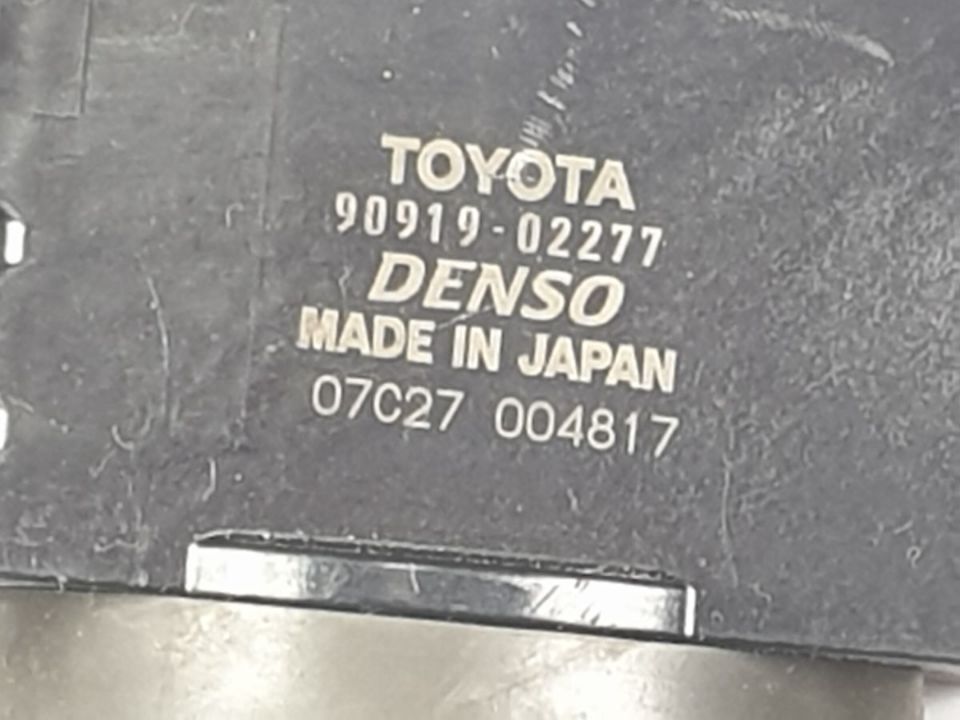 TOYOTA
90919-02277
DENSO
MADE IN JAPAN
07C27 004817